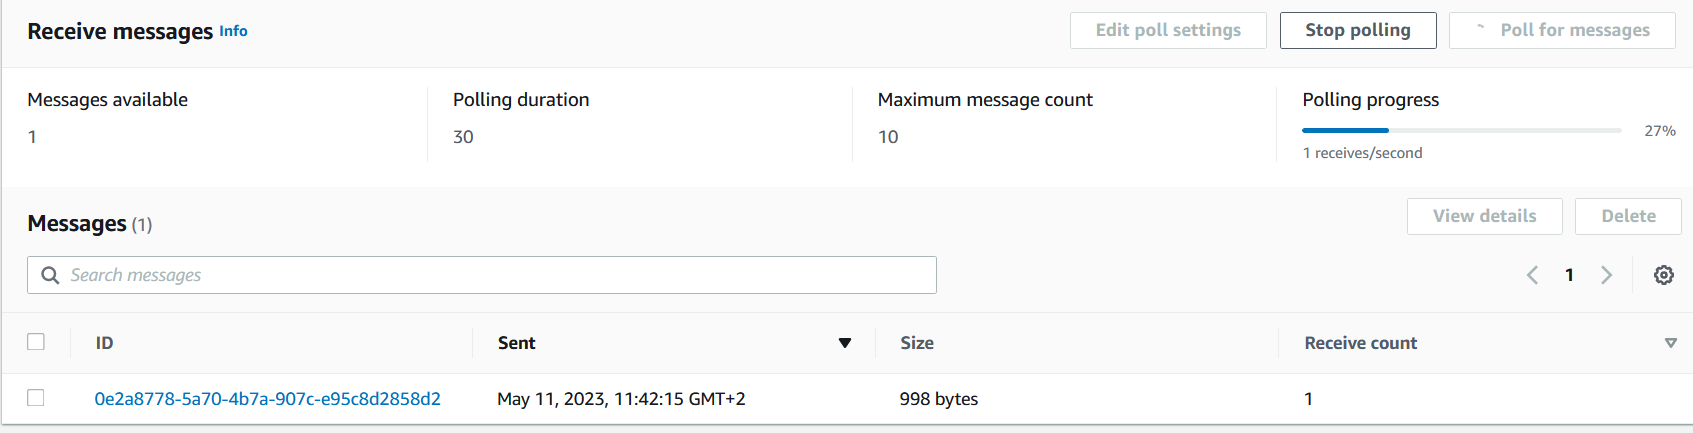 Receive messages Info Edit poll settings Stop polling Poll for messages
Messages available Polling duration Maximum message count Polling progress
1 30 10 27%
1 receives/second
Messages (1) View details Delete
Search messages 1
ID Sent Size Receive count
0e2a8778-5a70-4b7a-907c-e95c8d2858d2 May 11, 2023, 11:42:15 GMT+2 998 bytes 1